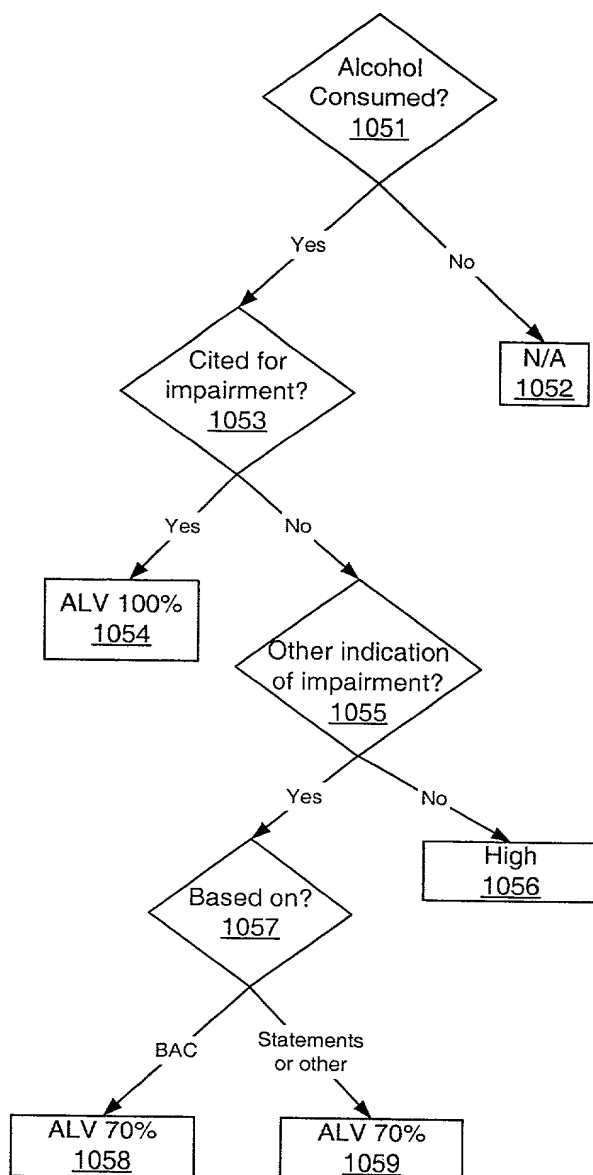 Alcohol
Consumed?
1051
Yes
No
Cited for
impairment?
1053
N/A
1052
Yes
No
ALV 100%
1054
Other indication
of impairment?
1055
Yes
No
High
1056
Based on?
1057
BAC
Statements
or other
ALV 70%
1058
ALV 70%
1059